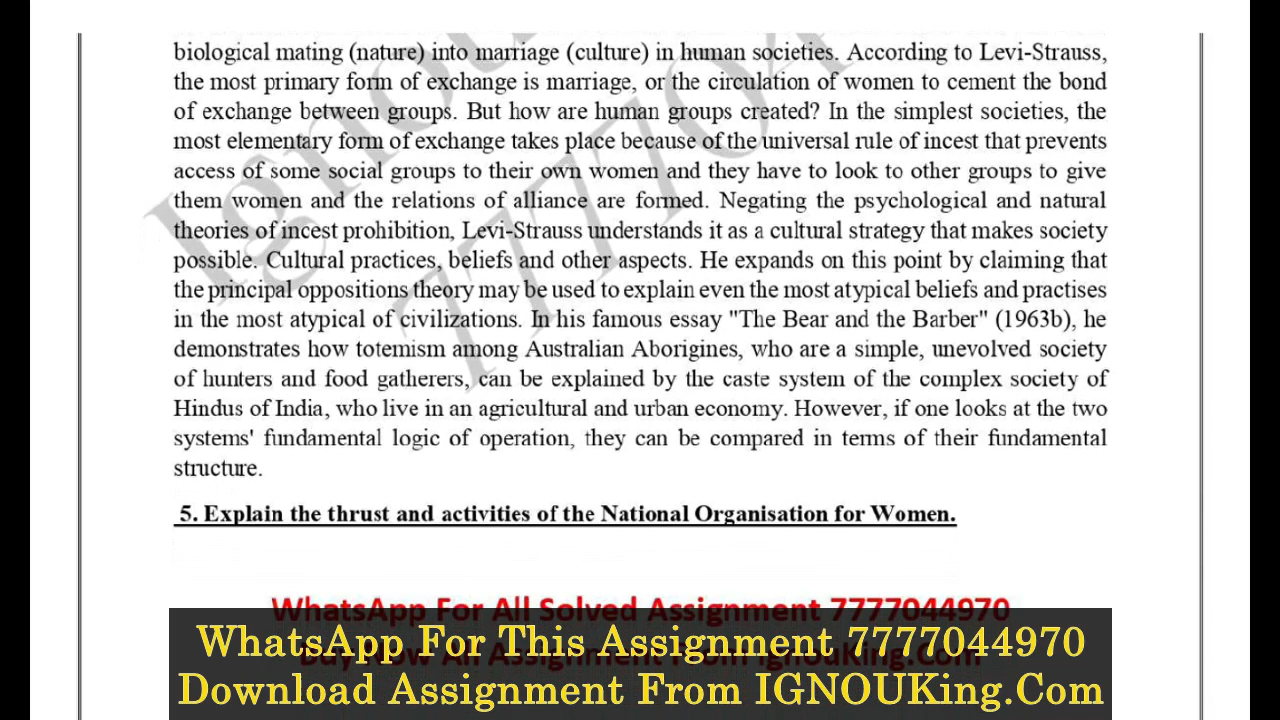 biological mating (nature) into marriage (culture) in human societies. According to Levi-Strauss,
the most primary form of exchange is marriage, or the circulation of women to cement the bond
of exchange between groups. But how are human groups created? In the simplest societies, the
most elementary form of exchange takes place because of the universal rule of incest that prevents
access of some social groups to their own women and they have to look to other groups to give
them women and the relations of alliance are formed. Negating the psychological and natural
theories of incest prohibition, Levi-Strauss understands it as a cultural strategy that makes society
possible. Cultural practices, beliefs and other aspects. He expands on this point by claiming that
the principal oppositions theory may be used to explain even the most atypical beliefs and practises
in the most atypical of civilizations. In his famous essay "The Bear and the Barber" (1963b), he
demonstrates how totemism among Australian Aborigines, who are a simple, unevolved society
of hunters and food gatherers, can be explained by the caste system of the complex society of
Hindus of India, who live in an agricultural and urban economy. However, if one looks at the two
systems' fundamental logic of operation, they can be compared in terms of their fundamental
structure.
5. Explain the thrust and activities of the National Organisation for Women.
WhatsApp For All Solved Assignment 7777044970
WhatsApp For This Assignment 7777044970
Buy Now All Assignment From IgnouKing.Com
Download Assignment From IGNOUKing.Com